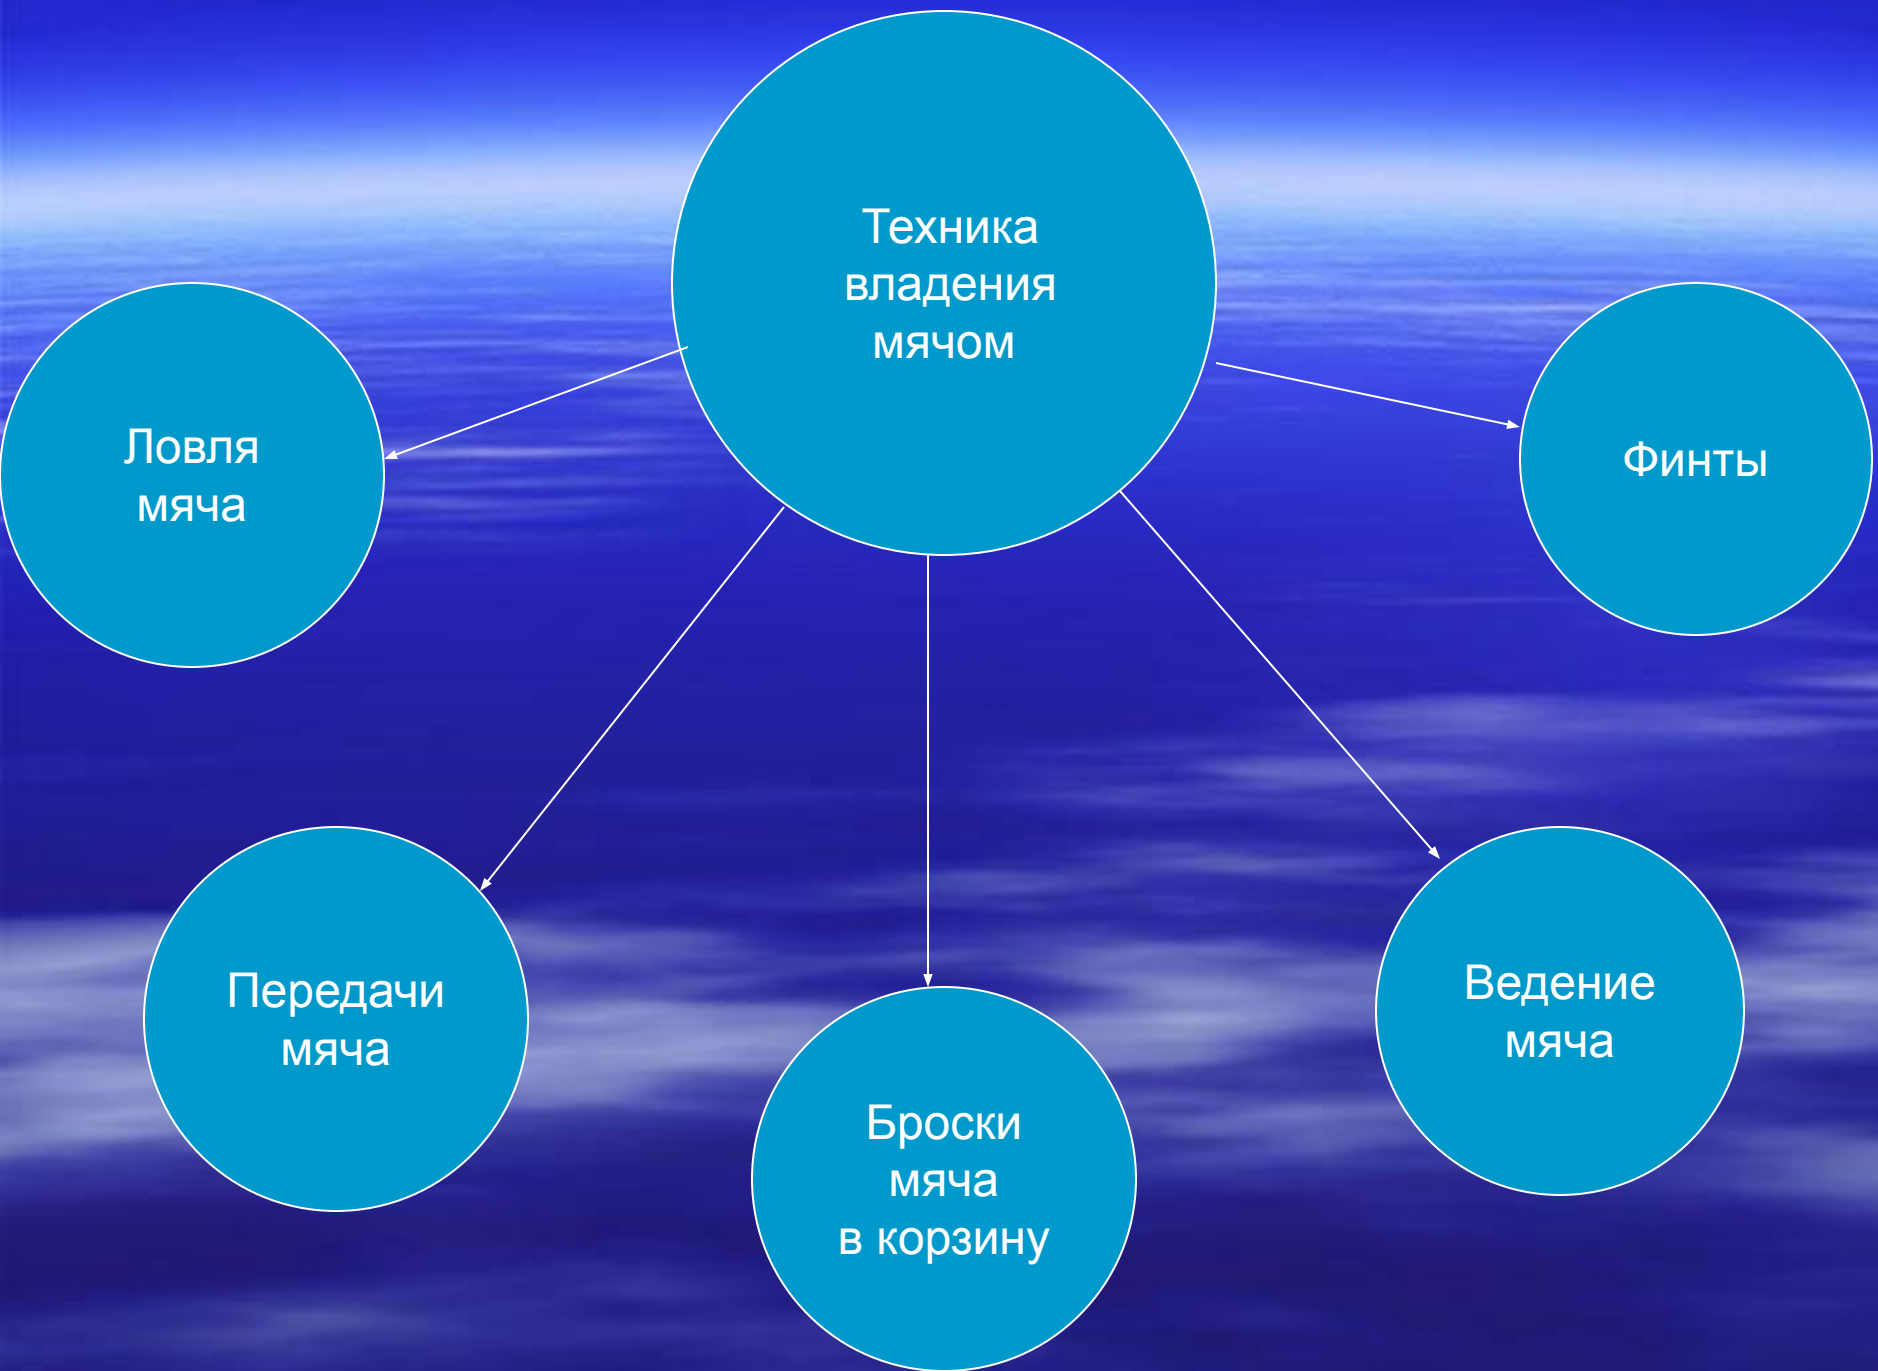 Техника
владения
мячом
Ловля
мяча
Финты
Передачи
мяча
Броски
мяча
в корзину
Ведение
мяча